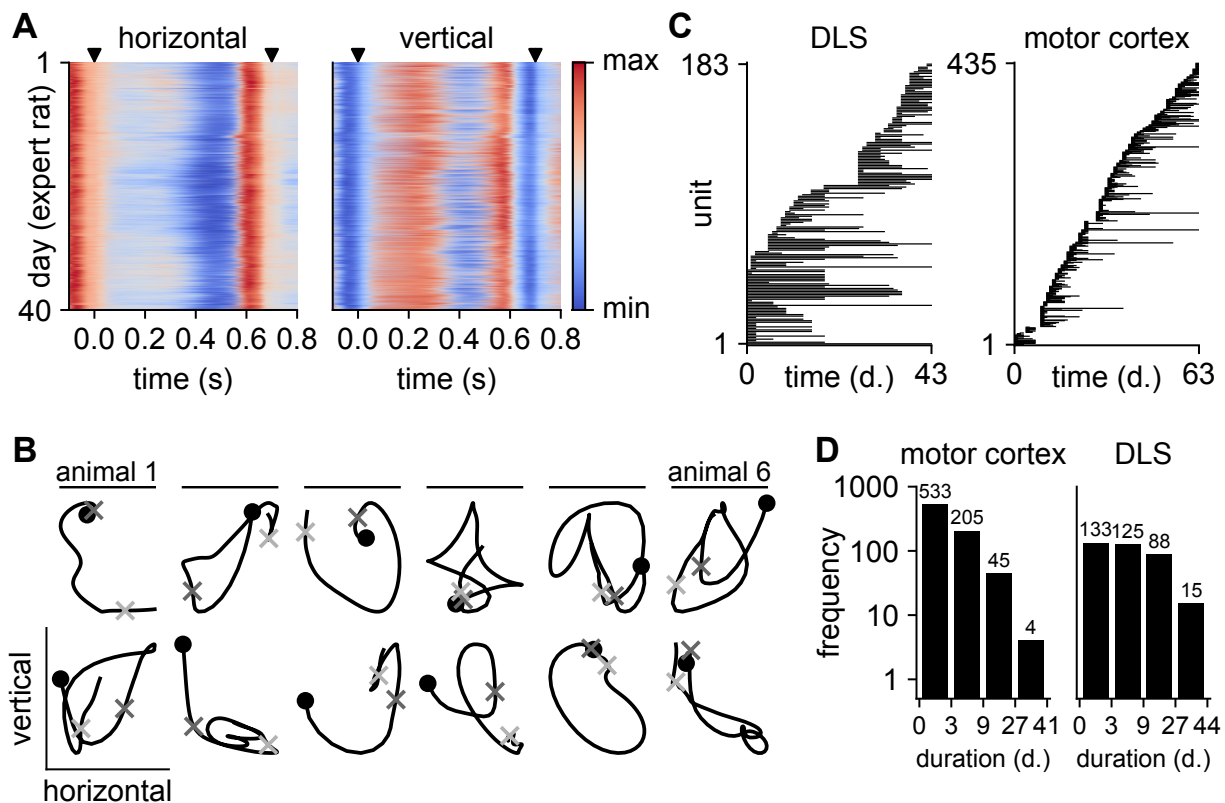 A
horizontal
vertical
day (expert rat)
1
40
0.0 0.2 0.4 0.6 0.8
time (s)
0.0 0.2 0.4 0.6 0.8
time (s)
max
min
B
animal 1
animal 6
vertical
horizontal
C
DLS
unit
183
1
0
43
time (d.)
motor cortex
435
1
0
63
time (d.)
D
motor cortex
frequency
1000
100
10
1
533
205
45
4
0 3 9 27 41
duration (d.)
DLS
133 125
88
15
0 3 9 27 44
duration (d.)